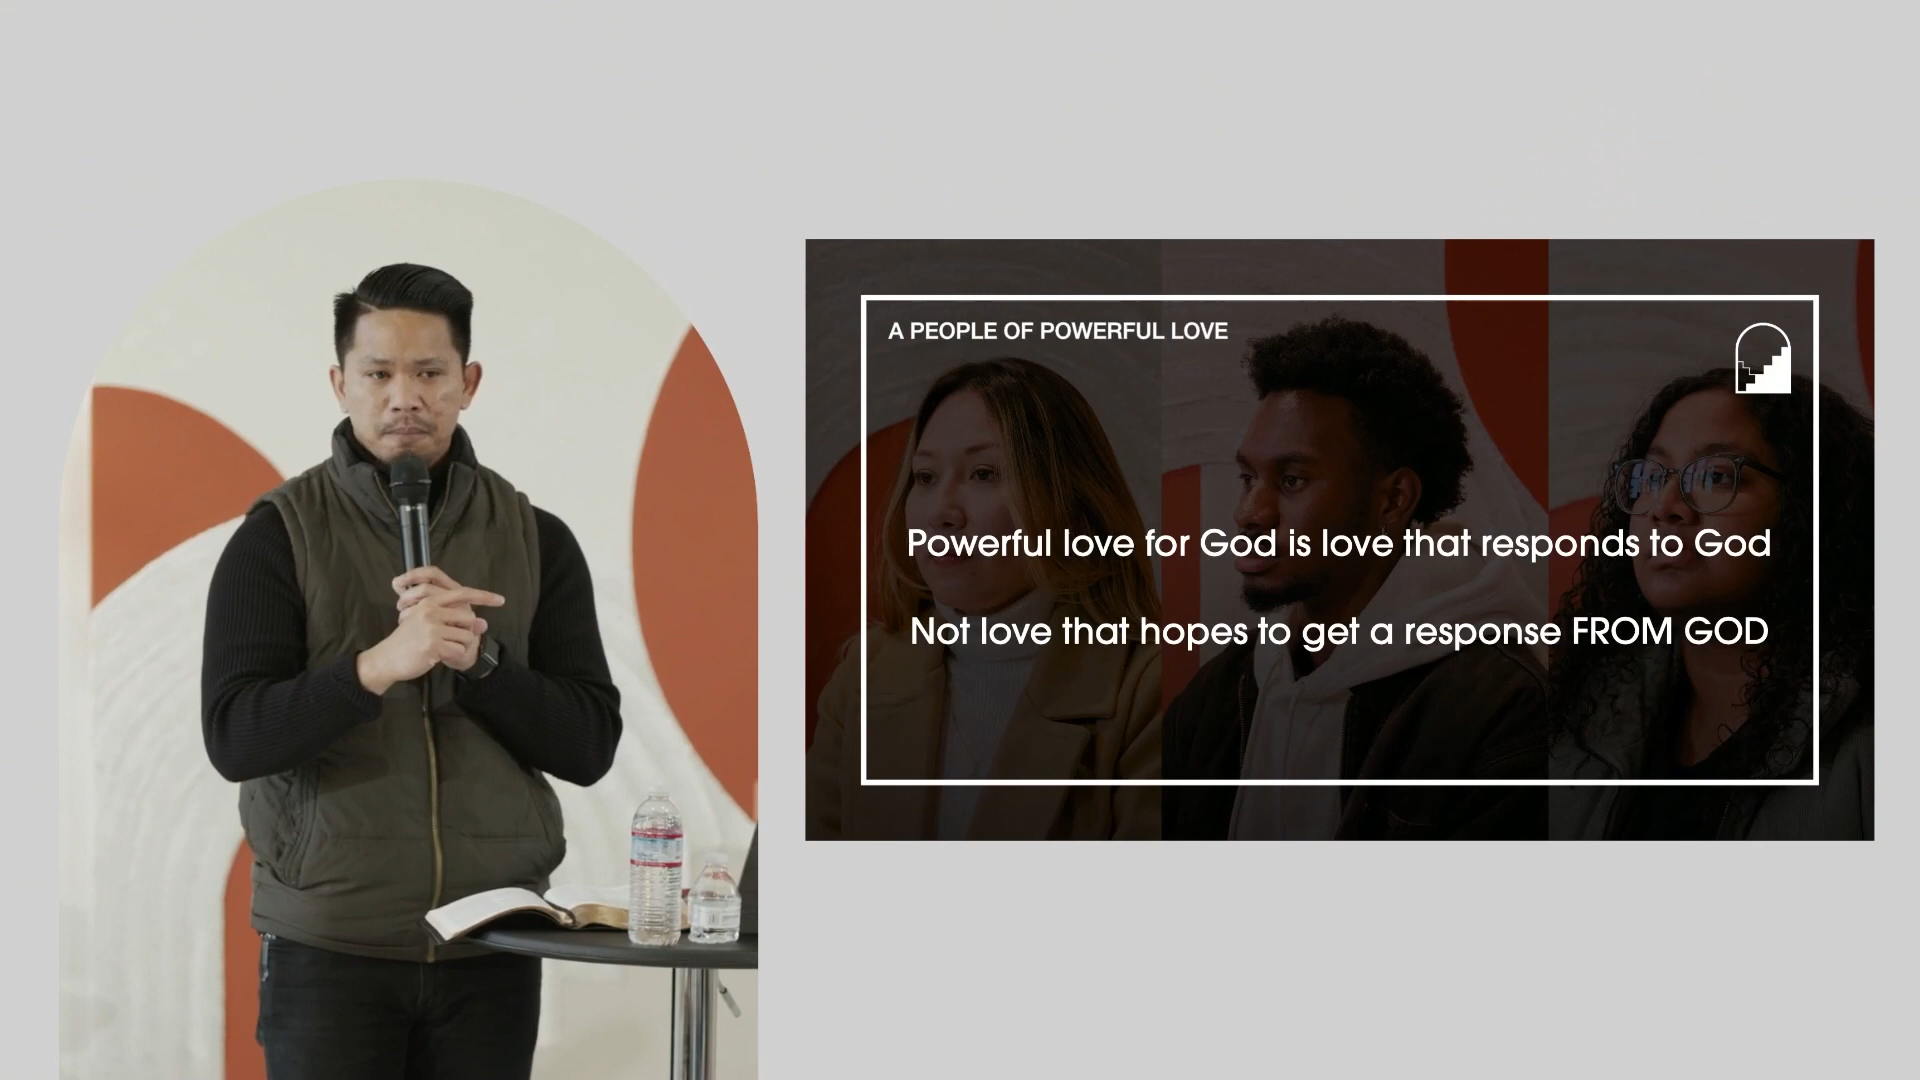 A PEOPLE OF POWERFUL LOVE
Powerful love for God is love that responds to God
Not love that hopes to get a response FROM GOD